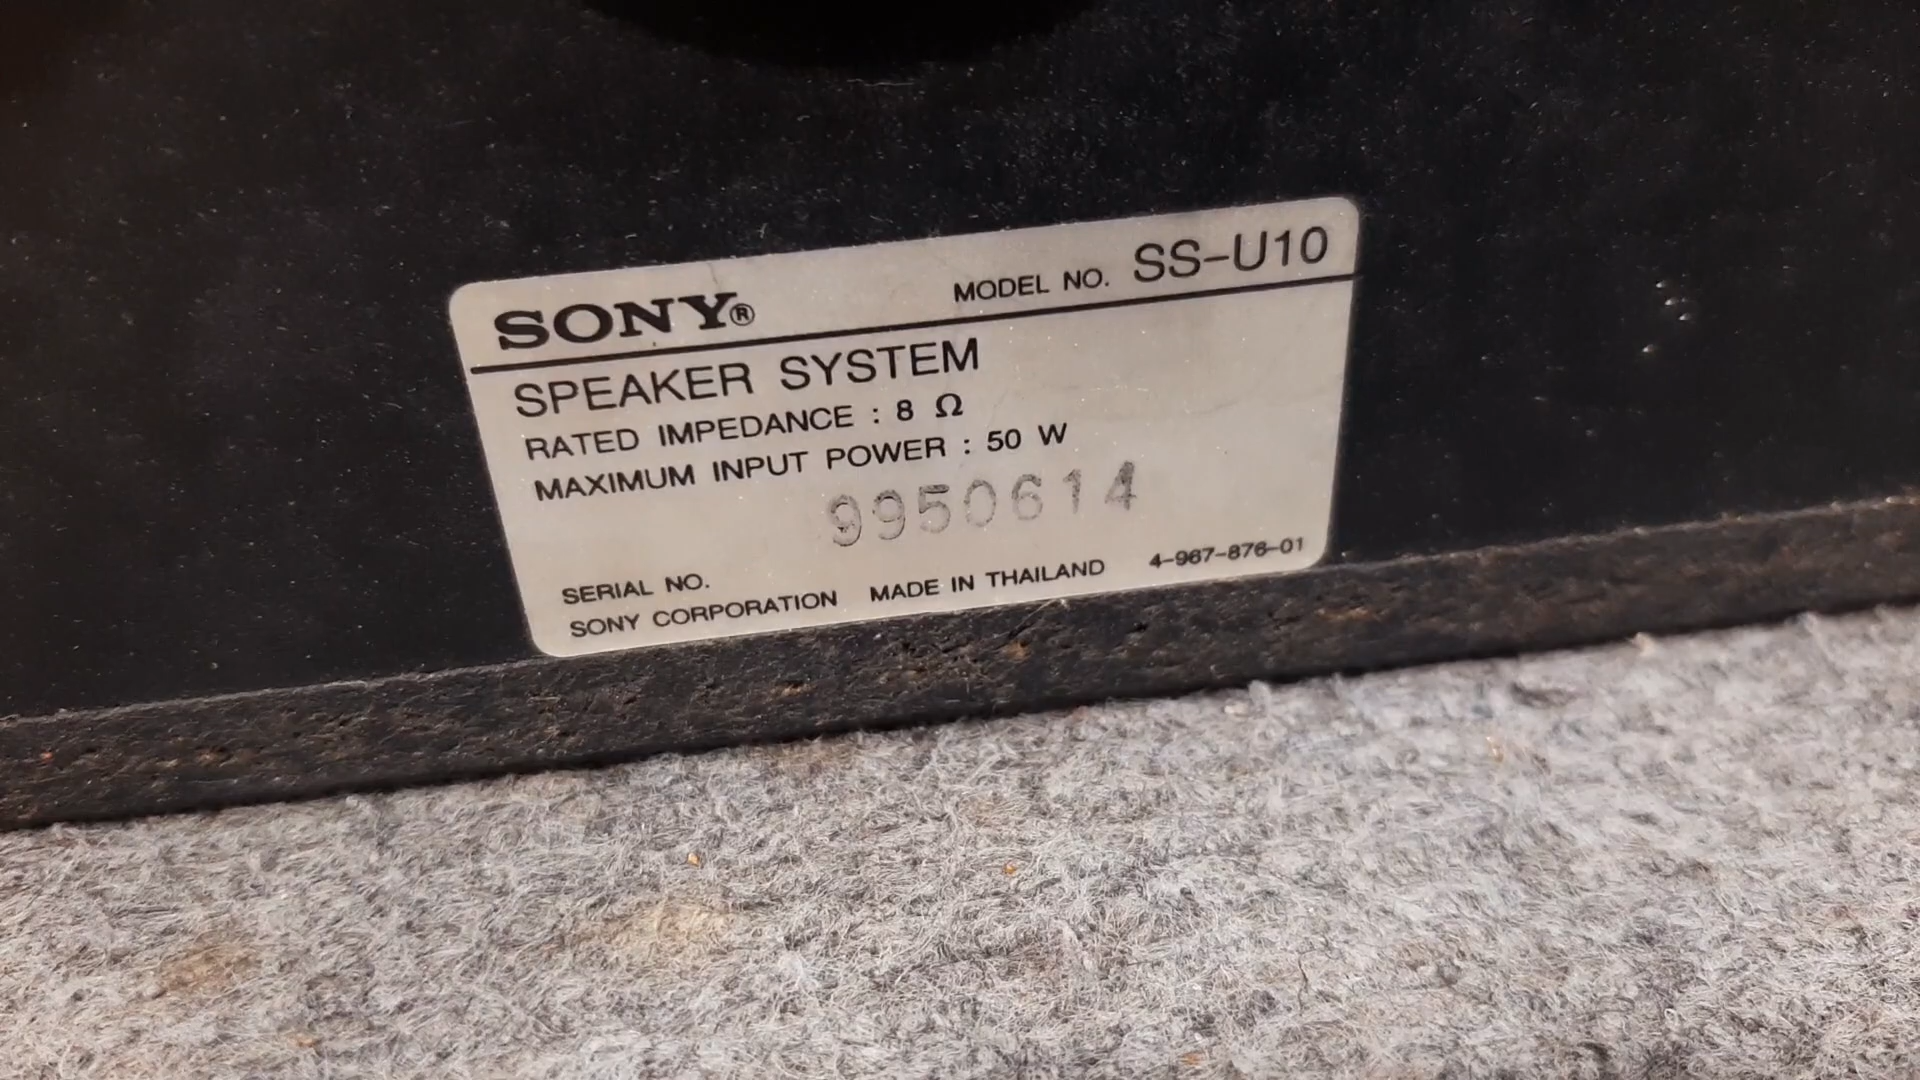 SONY® MODEL NO. SS-U10
SPEAKER SYSTEM
RATED IMPEDANCE : 8 Ω
MAXIMUM INPUT POWER : 50 W
9950614
SERIAL NO.
SONY CORPORATION MADE IN THAILAND 4-967-876-01